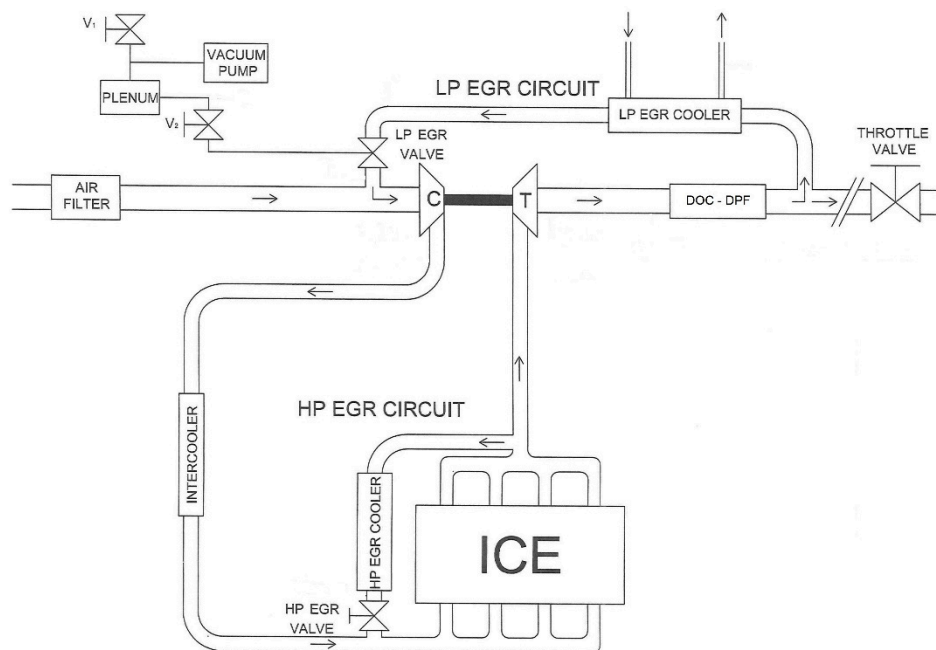 V1
VACUUM
PUMP
PLENUM
V2
LP EGR CIRCUIT
LP EGR COOLER
LP EGR
VALVE
THROTTLE
VALVE
AIR
FILTER
C
T
DOC - DPF
INTERCOOLER
HP EGR CIRCUIT
HP EGR COOLER
ICE
HP EGR
VALVE